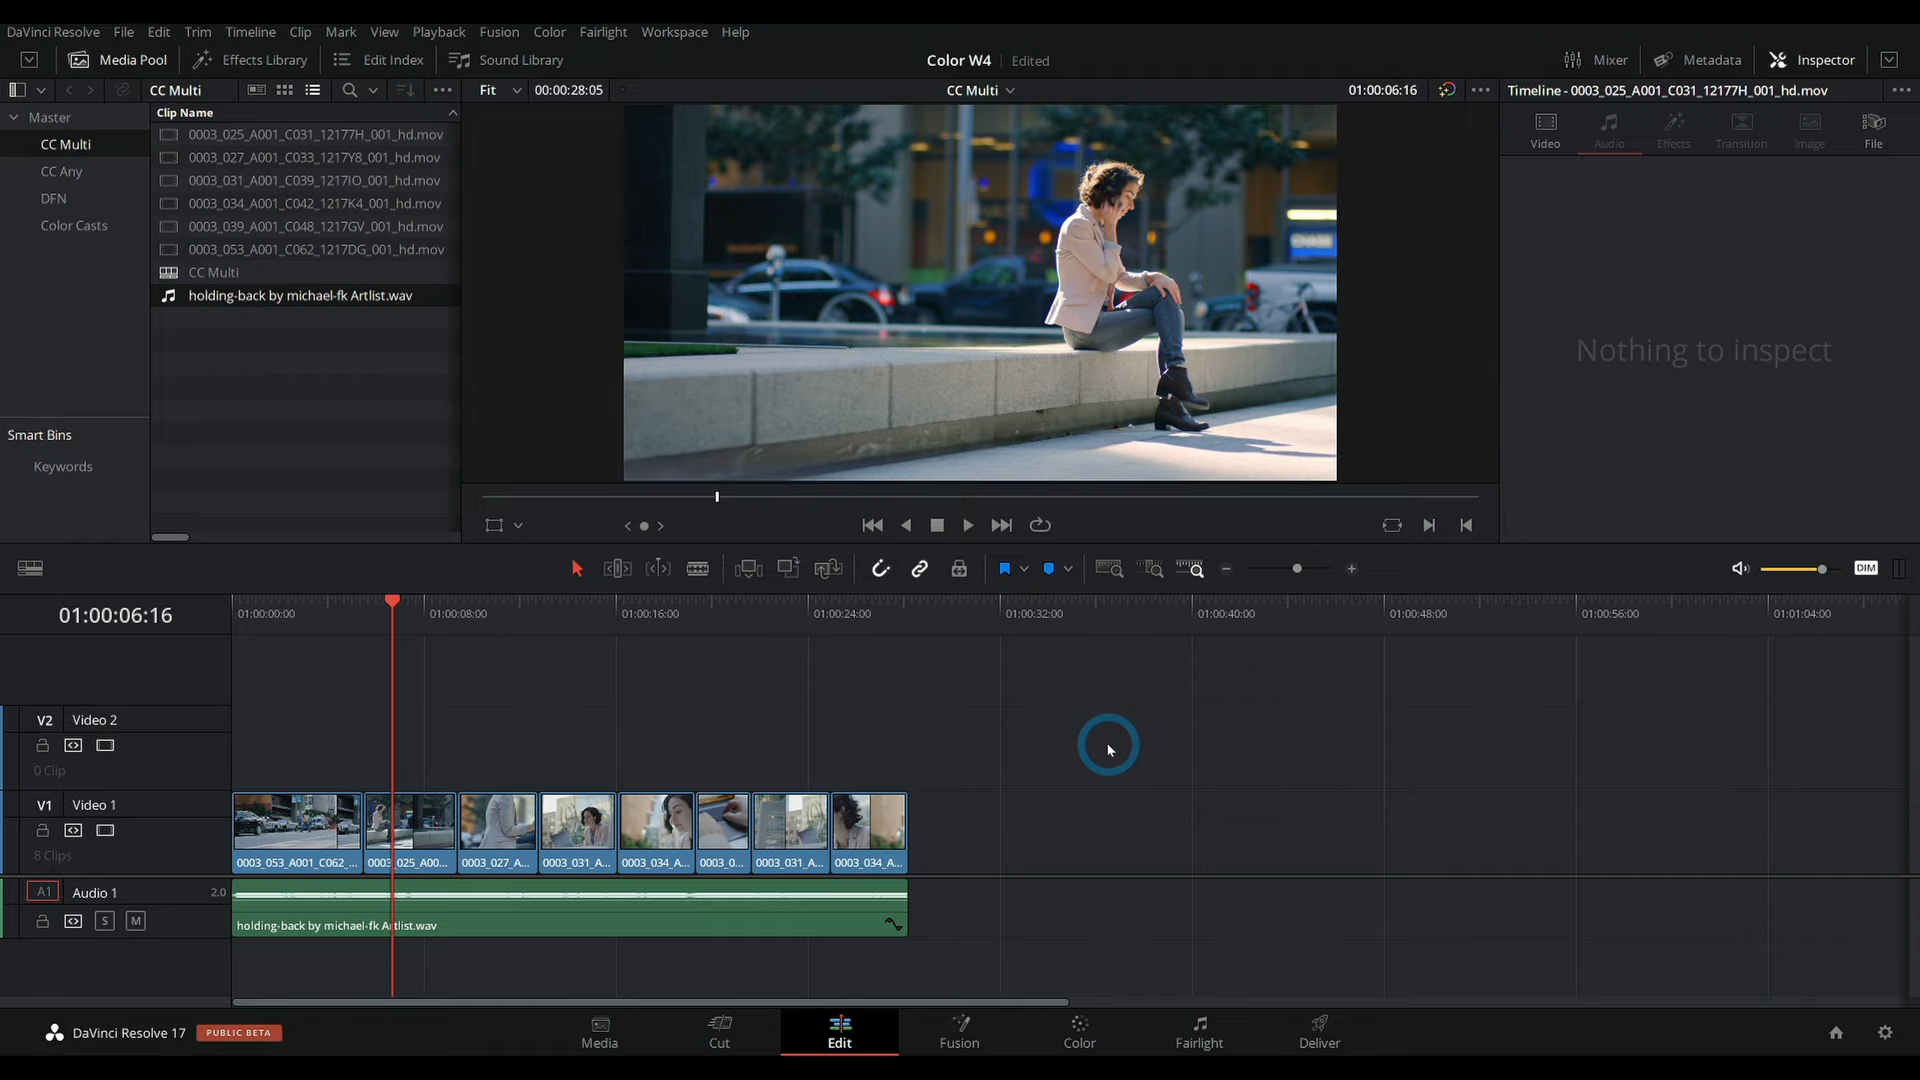 DaVinci Resolve File Edit Trim Timeline Clip Mark View Playback Fusion Color Fairlight Workspace Help
Media Pool Effects Library Edit Index Sound Library Color W4 Edited Mixer Metadata Inspector
CC Multi Fit 00:00:28:05 CC Multi 01:00:06:16 Timeline - 0003_025_A001_C031_12177H_001_hd.mov
Master
CC Multi
CC Any
DFN
Color Casts
Smart Bins
Keywords
Clip Name
0003_025_A001_C031_12177H_001_hd.mov
0003_027_A001_C033_1217Y8_001_hd.mov
0003_031_A001_C039_1217IO_001_hd.mov
0003_034_A001_C042_1217K4_001_hd.mov
0003_039_A001_C048_1217GV_001_hd.mov
0003_053_A001_C062_1217DG_001_hd.mov
CC Multi
holding-back by michael-fk Artlist.wav
CHASE
Video Audio Effects Transition Image File
Nothing to inspect
DIM
01:00:06:16
01:00:00:00 01:00:08:00 01:00:16:00 01:00:24:00 01:00:32:00 01:00:40:00 01:00:48:00 01:00:56:00 01:01:04:00
V2 Video 2
0 Clip
V1 Video 1
8 Clips
0003_053_A001_C062_... 0003_025_A00... 0003_027_A... 0003_031_A... 0003_034_A... 0003_0... 0003_031_A... 0003_034_A...
A1 Audio 1 2.0
S M
holding-back by michael-fk Artlist.wav
DaVinci Resolve 17 PUBLIC BETA
Media Cut Edit Fusion Color Fairlight Deliver